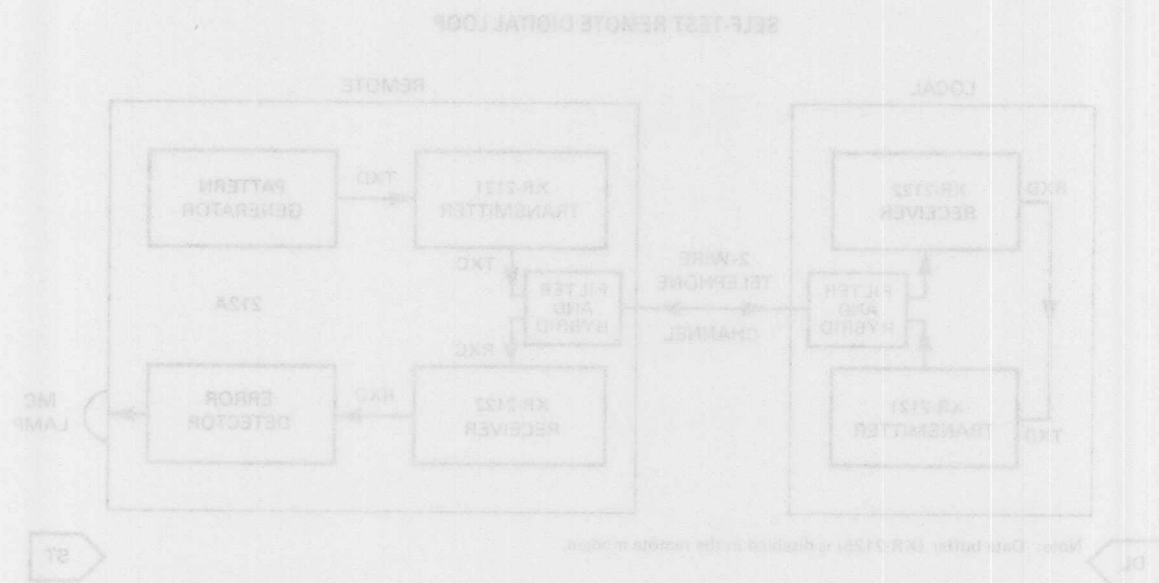 SELF-TEST REMOTE DIGITAL LOOP
LOCAL
REMOTE
RXD
XR-2122
RECEIVER
FILTER
AND
HYBRID
XR-2121
TRANSMITTER
TXD
2-WIRE
TELEPHONE
CHANNEL
XR-2121
TRANSMITTER
TXD
PATTERN
GENERATOR
TXC
FILTER
AND
HYBRID
RXC
212A
XR-2122
RECEIVER
RXD
ERROR
DETECTOR
MC
LAMP
Note: Data buffer (XR-2125) is disabled in the remote modem.
DL
ST